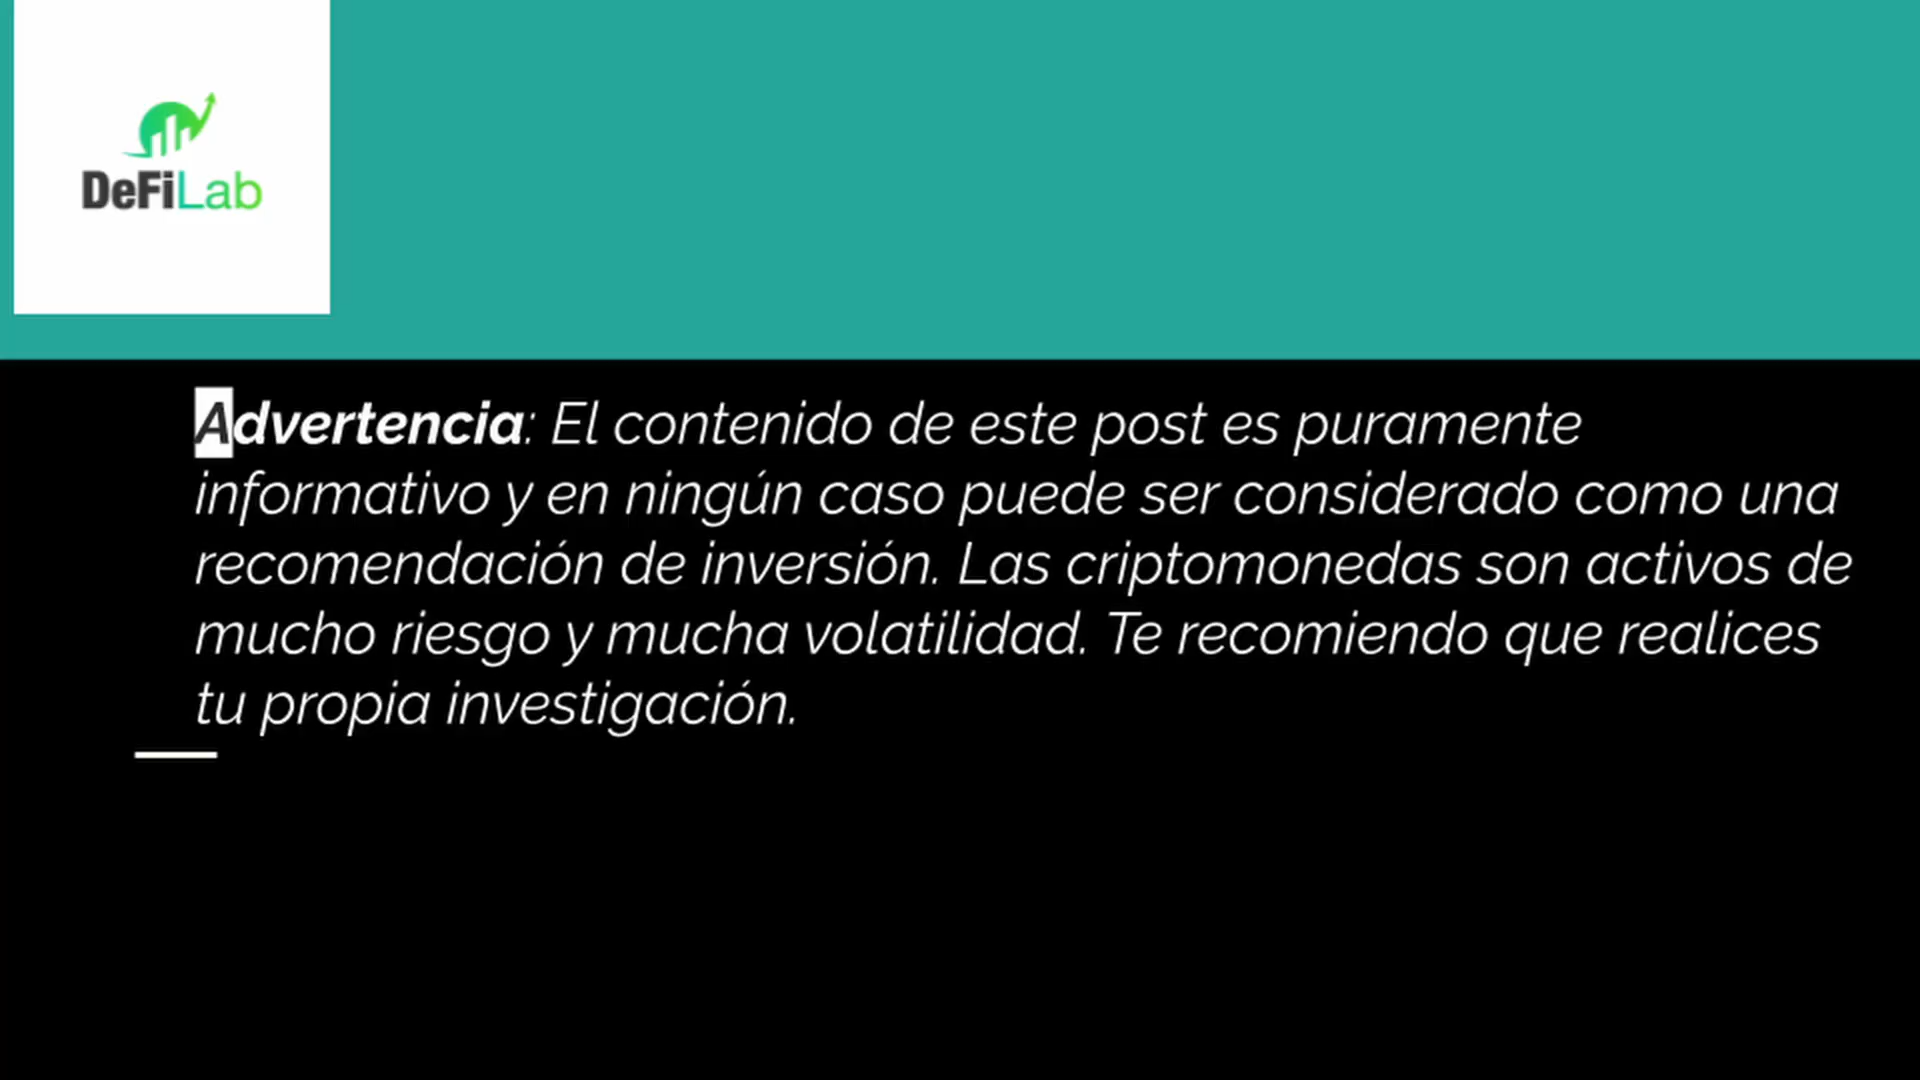 DeFiLab
Advertencia: El contenido de este post es puramente
informativo y en ningún caso puede ser considerado como una
recomendación de inversión. Las criptomonedas son activos de
mucho riesgo y mucha volatilidad. Te recomiendo que realices
tu propia investigación.